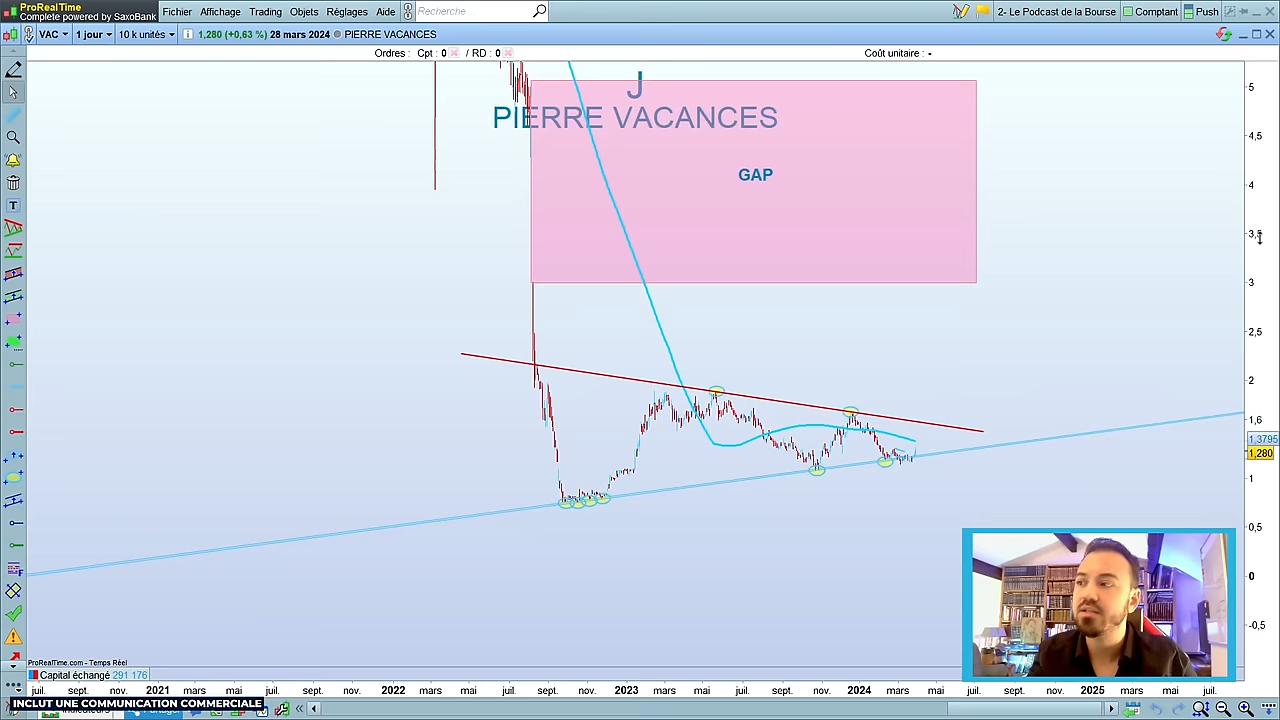 ProRealTime
Complete powered by SaxoBank
Fichier Affichage Trading Objets Réglages Aide Recherche 2- Le Podcast de la Bourse Comptant Push
VAC 1 jour 10 k unités 1,280 (+0,63 %) 28 mars 2024 PIERRE VACANCES
Ordres : Cpt : 0 / RD : 0 Coût unitaire : -
J
PIERRE VACANCES
GAP
5
4,5
4
3,5
3
2,5
2
1,6
1,3795
1,280
1
0,5
0
-0,5
ProRealTime.com - Temps Réel
Capital échangé 291 176
juil. sept. nov. 2021 mars mai juil. sept. nov. 2022 mars mai juil. sept. nov. 2023 mars mai juil. sept. nov. 2024 mars mai juil. sept. nov. 2025 mars mai juil.
INCLUT UNE COMMUNICATION COMMERCIALE